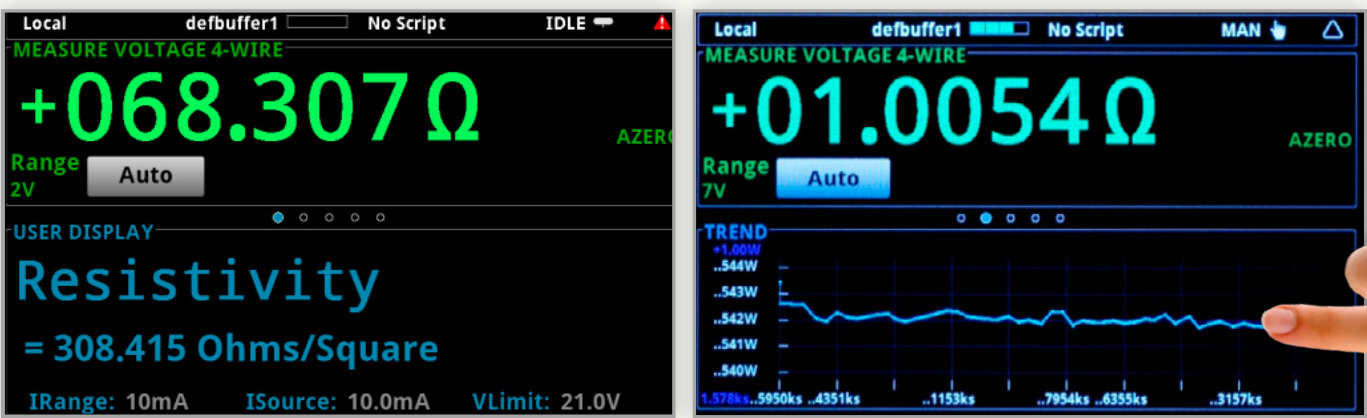 Local defbuffer1 No Script IDLE
MEASURE VOLTAGE 4-WIRE
+068.307 Ω
AZERO
Range
Auto
2V
USER DISPLAY
Resistivity
= 308.415 Ohms/Square
IRange: 10mA ISource: 10.0mA VLimit: 21.0V
Local defbuffer1 No Script MAN
MEASURE VOLTAGE 4-WIRE
+01.0054 Ω
AZERO
Range
Auto
7V
TREND
+1.00W
..544W
..543W
..542W
..541W
..540W
1.578ks ..5950ks ..4351ks ..1153ks ..7954ks ..6355ks ..3157ks